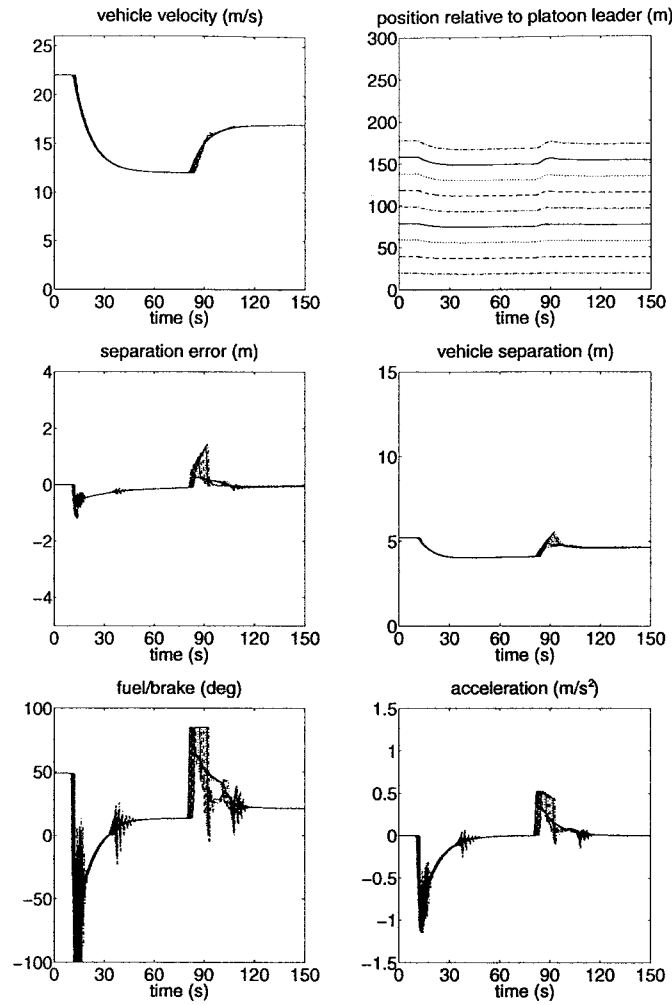 vehicle velocity (m/s)
25
20
15
10
5
0
0 30 60 90 120 150
time (s)
position relative to platoon leader (m)
300
250
200
150
100
50
0
0 30 60 90 120 150
time (s)
separation error (m)
4
2
0
−2
−4
0 30 60 90 120 150
time (s)
vehicle separation (m)
15
10
5
0
0 30 60 90 120 150
time (s)
fuel/brake (deg)
100
50
0
−50
−100
0 30 60 90 120 150
time (s)
acceleration (m/s²)
1.5
1
0.5
0
−0.5
−1
−1.5
0 30 60 90 120 150
time (s)